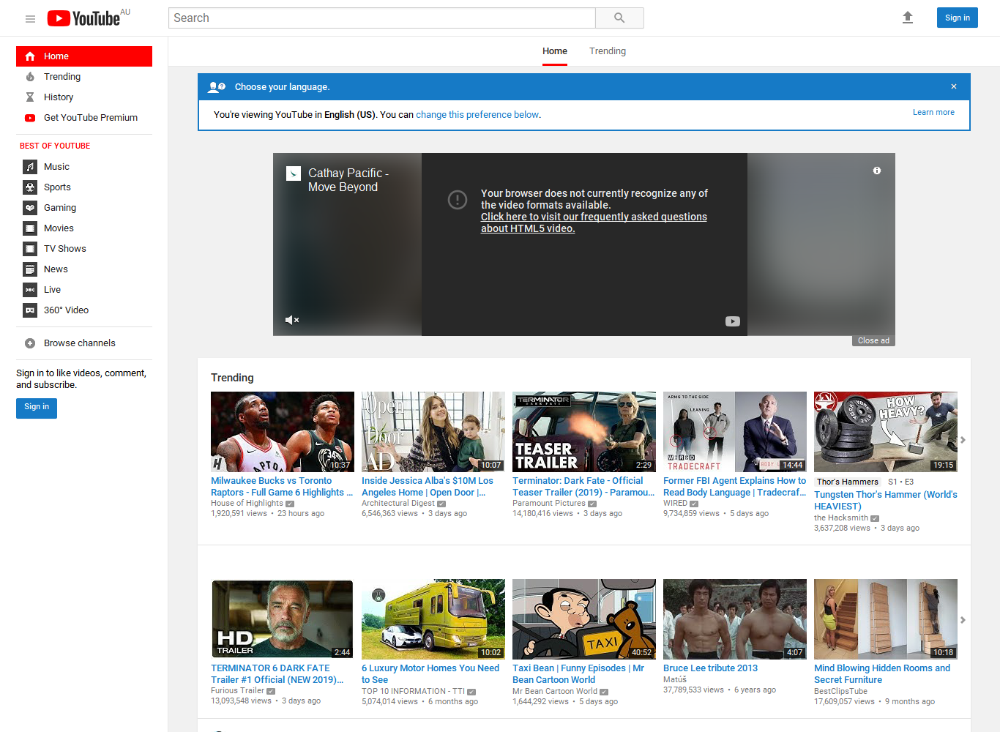 YouTube AU
Search
Sign in
Home
Trending
History
Get YouTube Premium
BEST OF YOUTUBE
Music
Sports
Gaming
Movies
TV Shows
News
Live
360° Video
Browse channels
Sign in to like videos, comment,
and subscribe.
Sign in
Home Trending
Choose your language. ×
You're viewing YouTube in English (US). You can change this preference below. Learn more
Cathay Pacific -
Move Beyond
Your browser does not currently recognize any of
the video formats available.
Click here to visit our frequently asked questions
about HTML5 video.
Close ad
Trending
RAPTO
34
10:37
Milwaukee Bucks vs Toronto
Raptors - Full Game 6 Highlights ...
House of Highlights
1,920,591 views • 23 hours ago
Open
Door
AD
10:07
Inside Jessica Alba's $10M Los
Angeles Home | Open Door |...
Architectural Digest
6,546,363 views • 3 days ago
TERMINATOR
DARK FATE
TEASER
TRAILER
2:29
Terminator: Dark Fate - Official
Teaser Trailer (2019) - Paramou...
Paramount Pictures
14,180,416 views • 3 days ago
ARMS TO THE SIDE
LEANING
WIRED
TRADECRAFT
BODY L
14:44
Former FBI Agent Explains How to
Read Body Language | Tradecraf...
WIRED
9,734,859 views • 5 days ago
HOW
HEAVY?
YORK
19:15
Thor's Hammers S1 • E3
Tungsten Thor's Hammer (World's
HEAVIEST)
the Hacksmith
3,637,208 views • 3 days ago
HD
TRAILER
2:44
TERMINATOR 6 DARK FATE
Trailer #1 Official (NEW 2019)...
Furious Trailer
13,093,548 views • 3 days ago
10:02
6 Luxury Motor Homes You Need
to See
TOP 10 INFORMATION - TTI
5,074,014 views • 6 months ago
TAXI
40:52
Taxi Bean | Funny Episodes | Mr
Bean Cartoon World
Mr Bean Cartoon World
1,644,292 views • 5 days ago
4:07
Bruce Lee tribute 2013
Matúš
37,789,533 views • 6 years ago
10:18
Mind Blowing Hidden Rooms and
Secret Furniture
BestClipsTube
17,609,057 views • 9 months ago